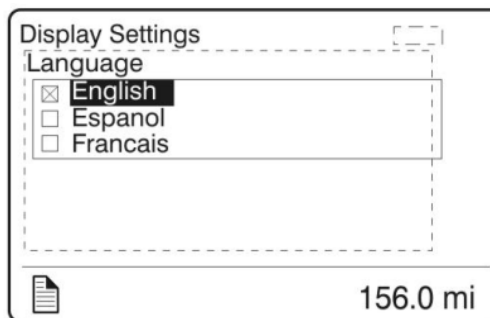 Display Settings
Language
English
Espanol
Francais
156.0 mi